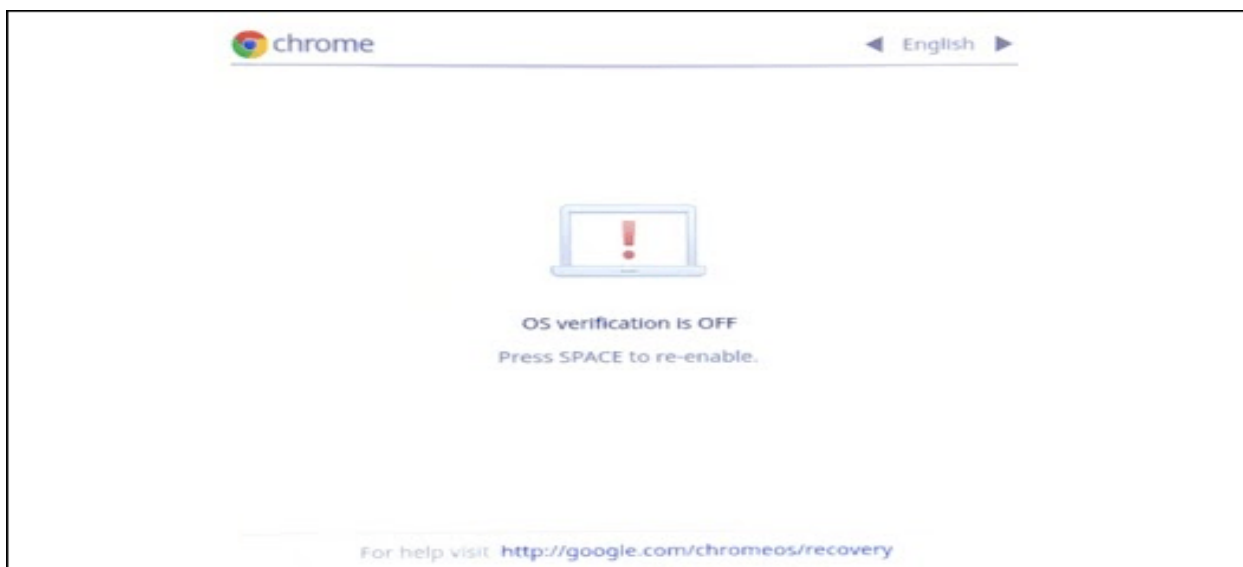 chrome
English
OS verification is OFF
Press SPACE to re-enable.
For help visit http://google.com/chromeos/recovery